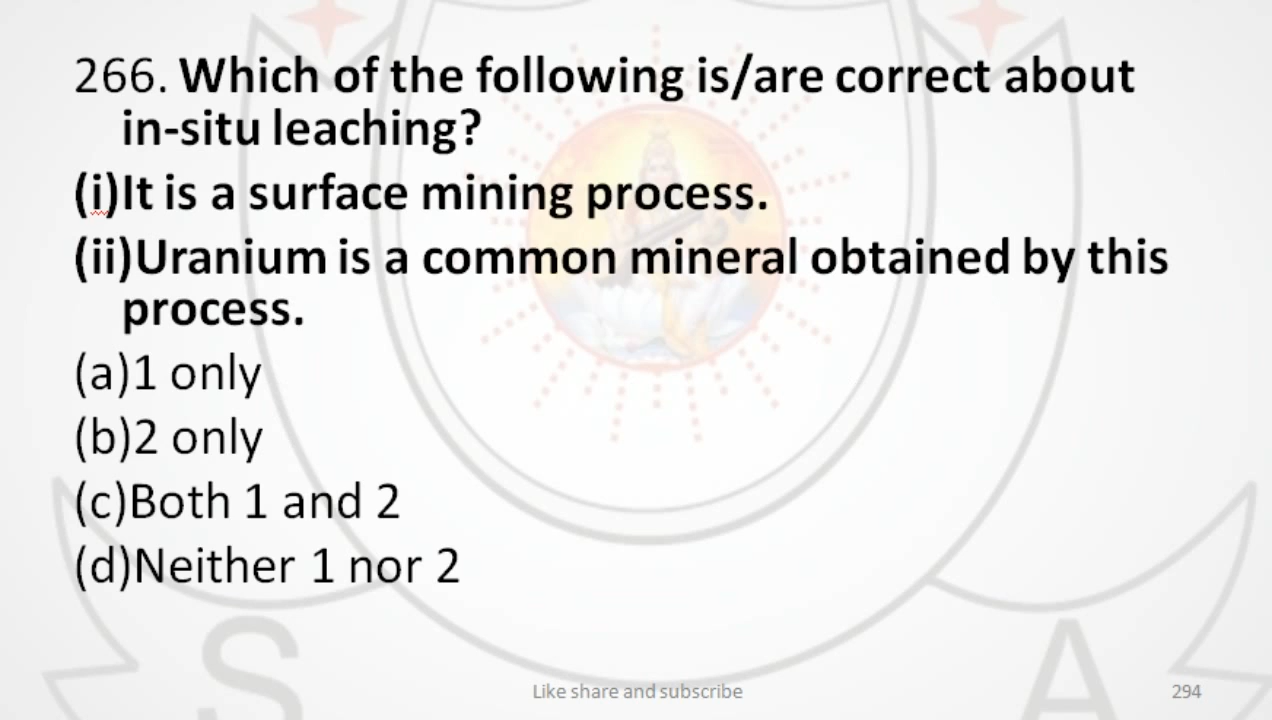 266. Which of the following is/are correct about
in-situ leaching?
(i)It is a surface mining process.
(ii)Uranium is a common mineral obtained by this
process.
(a)1 only
(b)2 only
(c)Both 1 and 2
(d)Neither 1 nor 2
S A
Like share and subscribe 294